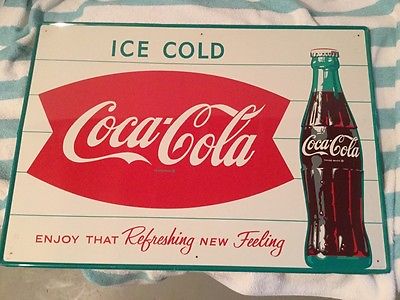 ICE COLD
Coca-Cola
Coca-Cola
ENJOY THAT Refreshing NEW Feeling